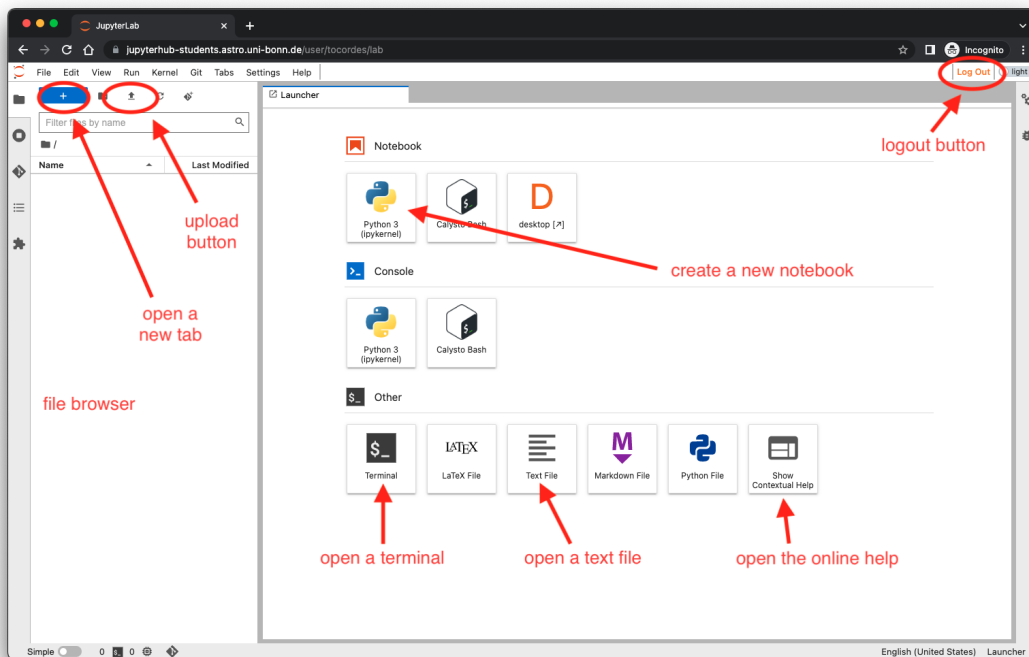 JupyterLab
jupyterhub-students.astro.uni-bonn.de/user/tocordes/lab
Incognito
File Edit View Run Kernel Git Tabs Settings Help
Log Out
light
Launcher
Filter files by name
/
Name
Last Modified
logout button
Notebook
Python 3
(ipykernel)
Calysto Bash
D
desktop [↗]
upload
button
create a new notebook
Console
open a
new tab
Python 3
(ipykernel)
Calysto Bash
file browser
$_ Other
$_
Terminal
LATEX
LaTeX File
Text File
M
Markdown File
Python File
Show
Contextual Help
open a terminal
open a text file
open the online help
Simple
0
$_
0
English (United States)
Launcher